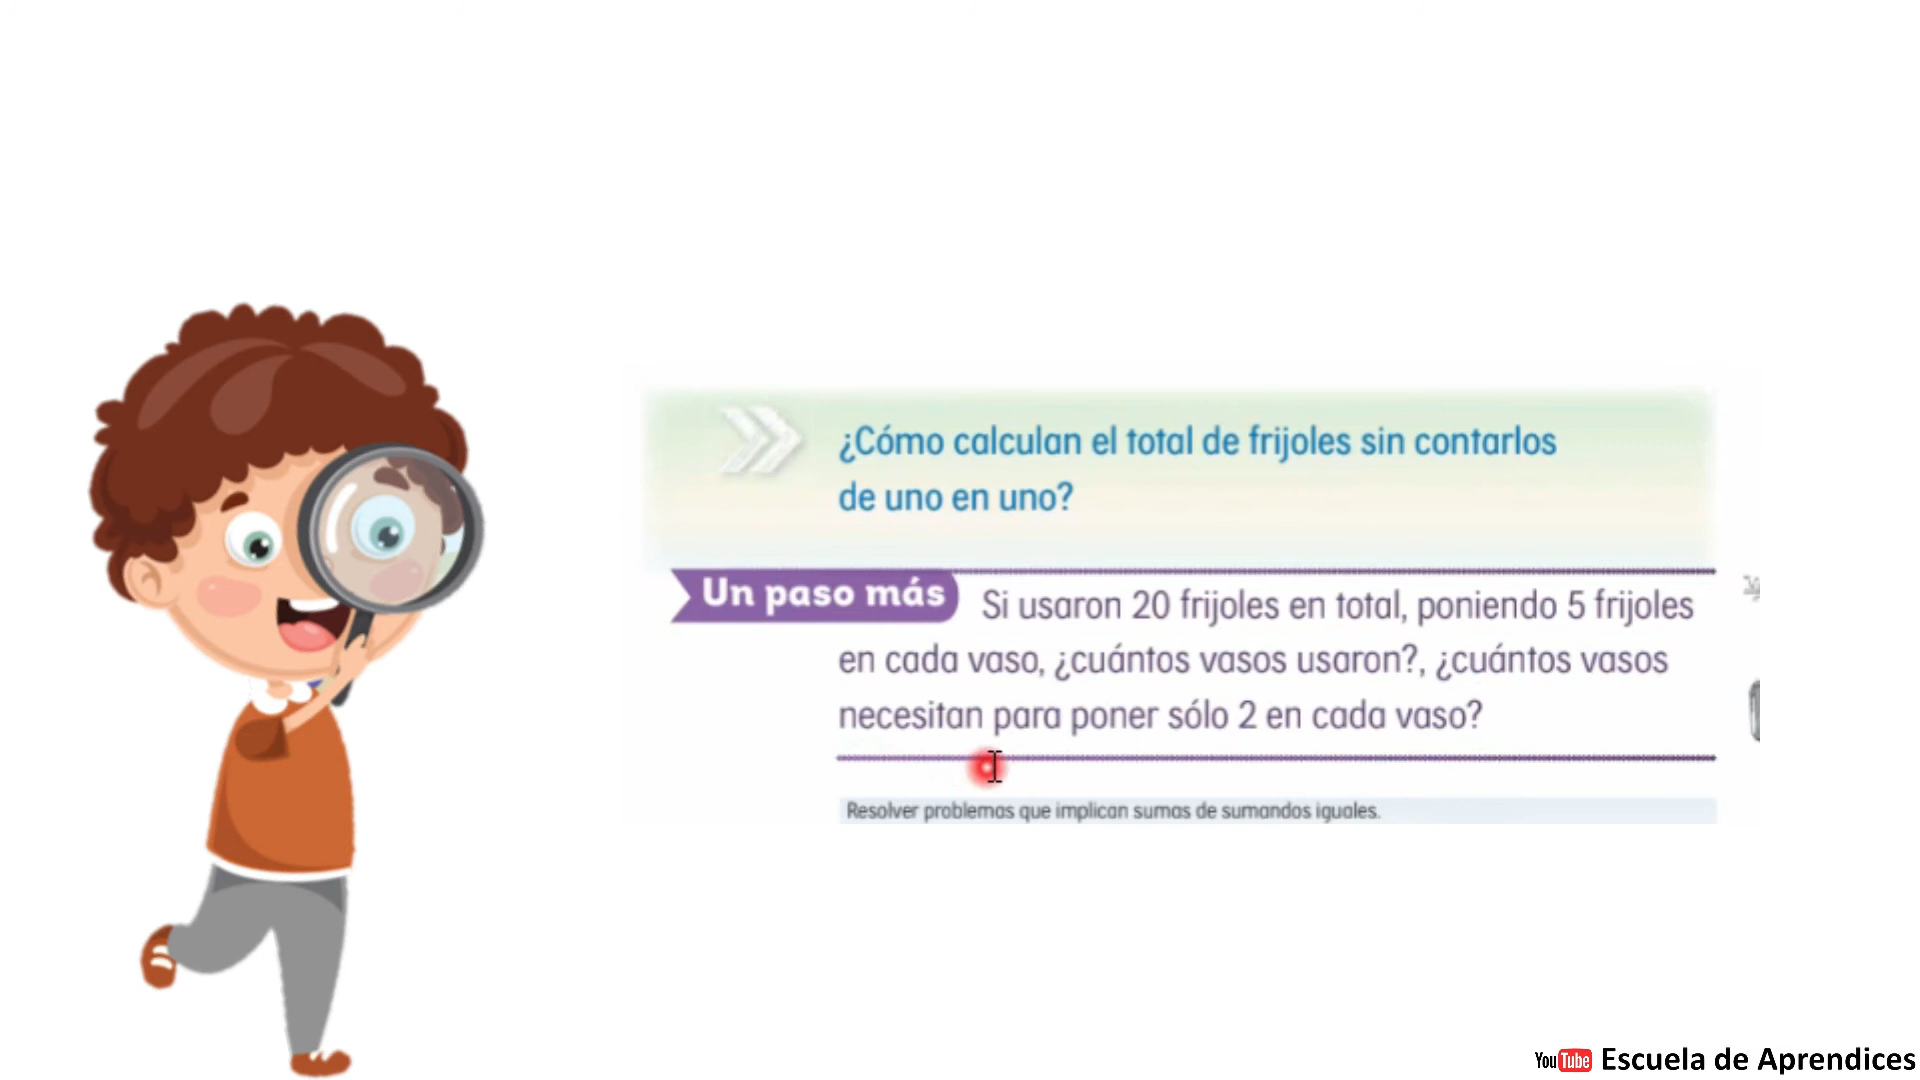 ¿Cómo calculan el total de frijoles sin contarlos
de uno en uno?
Un paso más Si usaron 20 frijoles en total, poniendo 5 frijoles
en cada vaso, ¿cuántos vasos usaron?, ¿cuántos vasos
necesitan para poner sólo 2 en cada vaso?
Resolver problemas que implican sumas de sumandos iguales.
YouTube Escuela de Aprendices